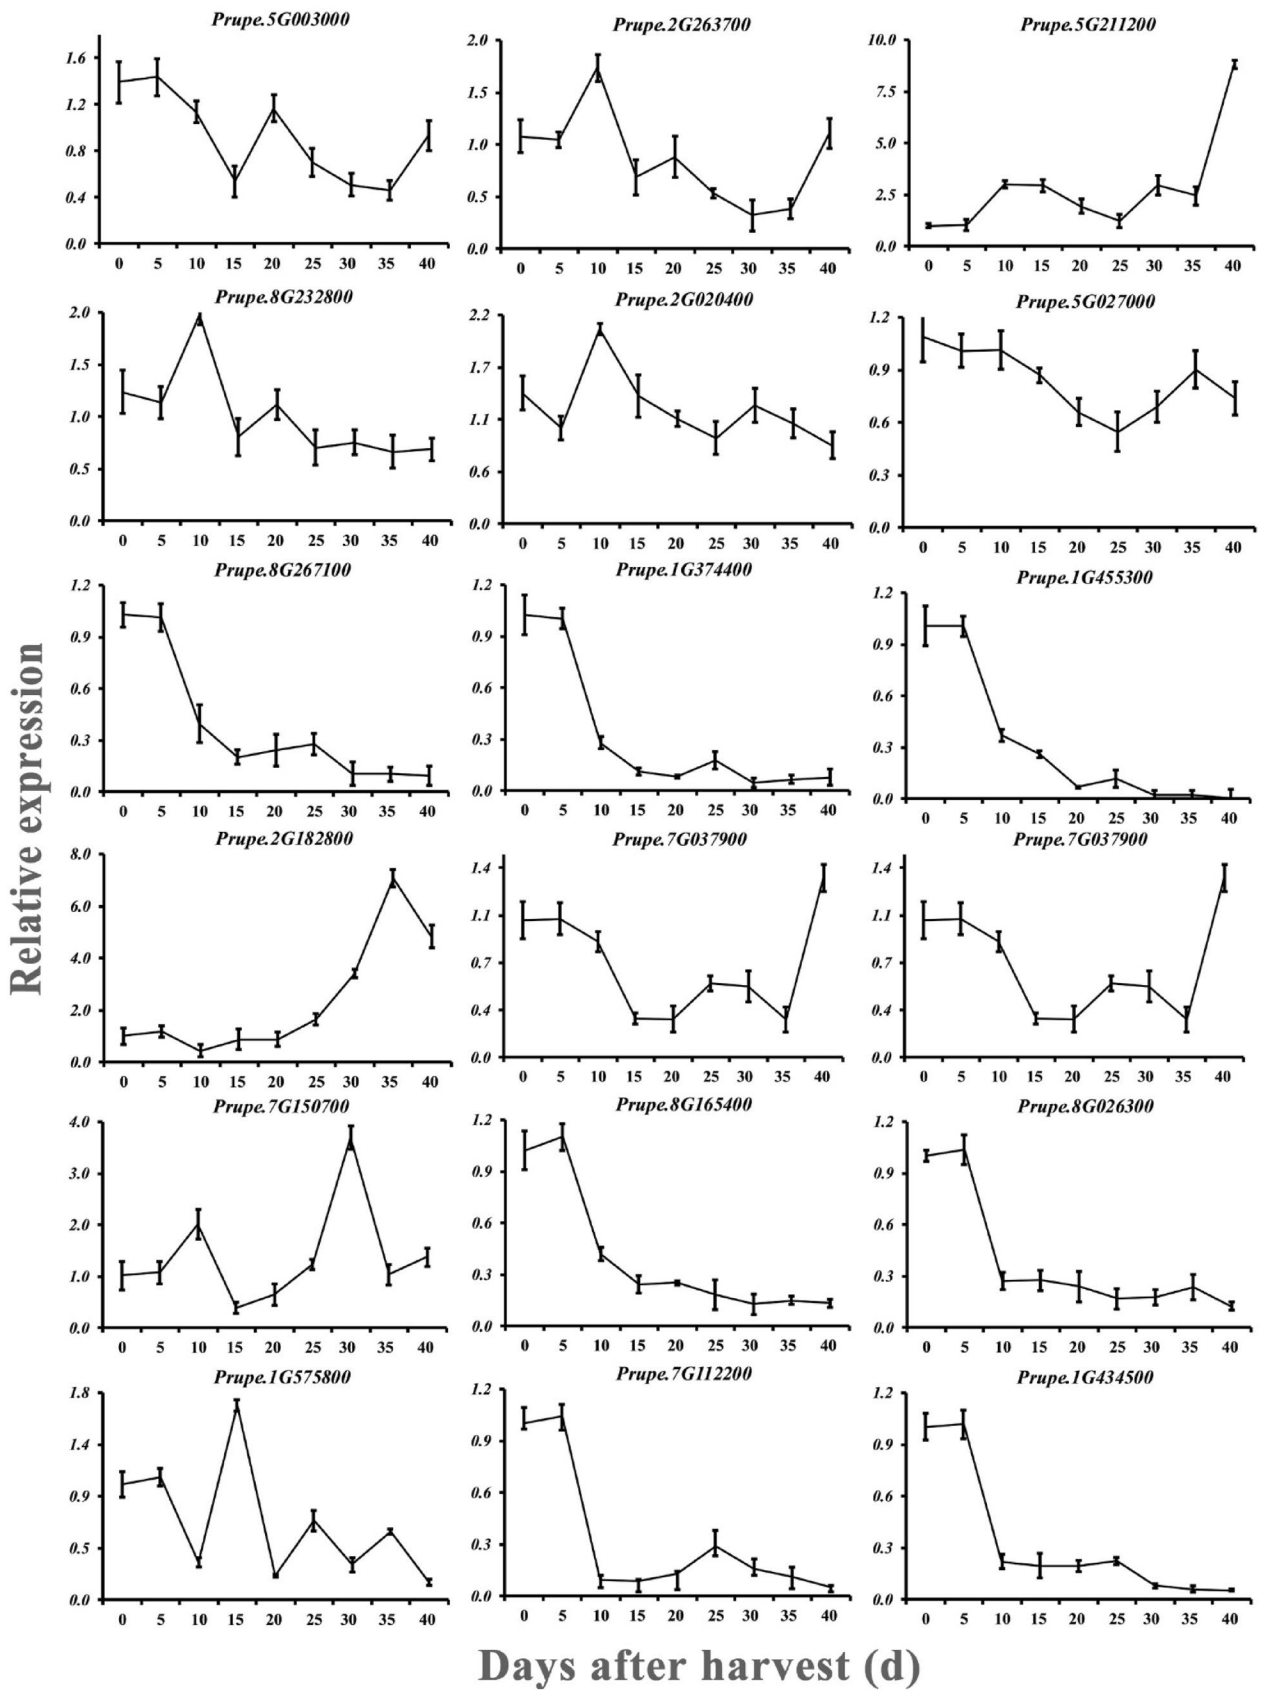 Relative expression
Prupe.5G003000
1.6
1.2
0.8
0.4
0.0
0 5 10 15 20 25 30 35 40
Prupe.2G263700
2.0
1.5
1.0
0.5
0.0
0 5 10 15 20 25 30 35 40
Prupe.5G211200
10.0
7.5
5.0
2.5
0.0
0 5 10 15 20 25 30 35 40
Prupe.8G232800
2.0
1.5
1.0
0.5
0.0
0 5 10 15 20 25 30 35 40
Prupe.2G020400
2.2
1.7
1.1
0.6
0.0
0 5 10 15 20 25 30 35 40
Prupe.5G027000
1.2
0.9
0.6
0.3
0.0
0 5 10 15 20 25 30 35 40
Prupe.8G267100
1.2
0.9
0.6
0.3
0.0
0 5 10 15 20 25 30 35 40
Prupe.1G374400
1.2
0.9
0.6
0.3
0.0
0 5 10 15 20 25 30 35 40
Prupe.1G455300
1.2
0.9
0.6
0.3
0.0
0 5 10 15 20 25 30 35 40
Prupe.2G182800
8.0
6.0
4.0
2.0
0.0
0 5 10 15 20 25 30 35 40
Prupe.7G037900
1.4
1.1
0.7
0.4
0.0
0 5 10 15 20 25 30 35 40
Prupe.7G037900
1.4
1.1
0.7
0.4
0.0
0 5 10 15 20 25 30 35 40
Prupe.7G150700
4.0
3.0
2.0
1.0
0.0
0 5 10 15 20 25 30 35 40
Prupe.8G165400
1.2
0.9
0.6
0.3
0.0
0 5 10 15 20 25 30 35 40
Prupe.8G026300
1.2
0.9
0.6
0.3
0.0
0 5 10 15 20 25 30 35 40
Prupe.1G575800
1.8
1.4
0.9
0.5
0.0
0 5 10 15 20 25 30 35 40
Prupe.7G112200
1.2
0.9
0.6
0.3
0.0
0 5 10 15 20 25 30 35 40
Prupe.1G434500
1.2
0.9
0.6
0.3
0.0
0 5 10 15 20 25 30 35 40
Days after harvest (d)